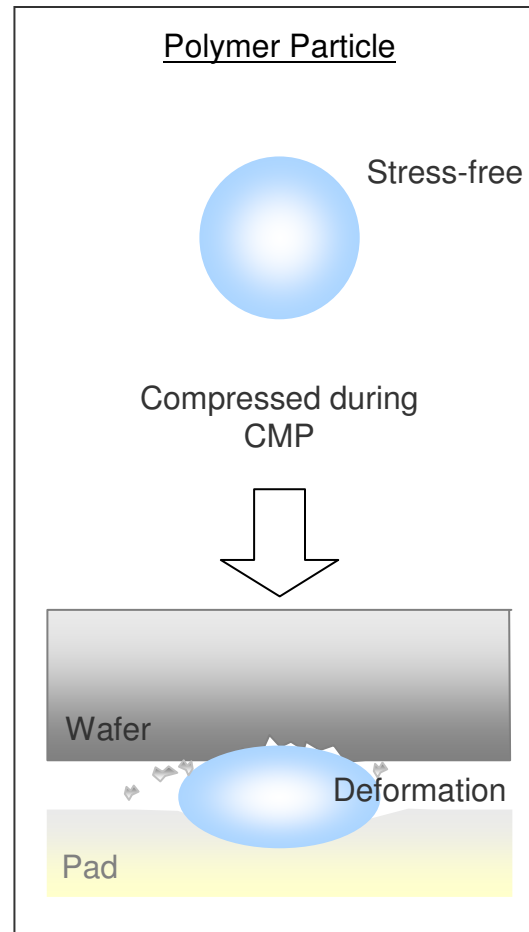 Polymer Particle
Stress-free
Compressed during
CMP
Wafer
Deformation
Pad